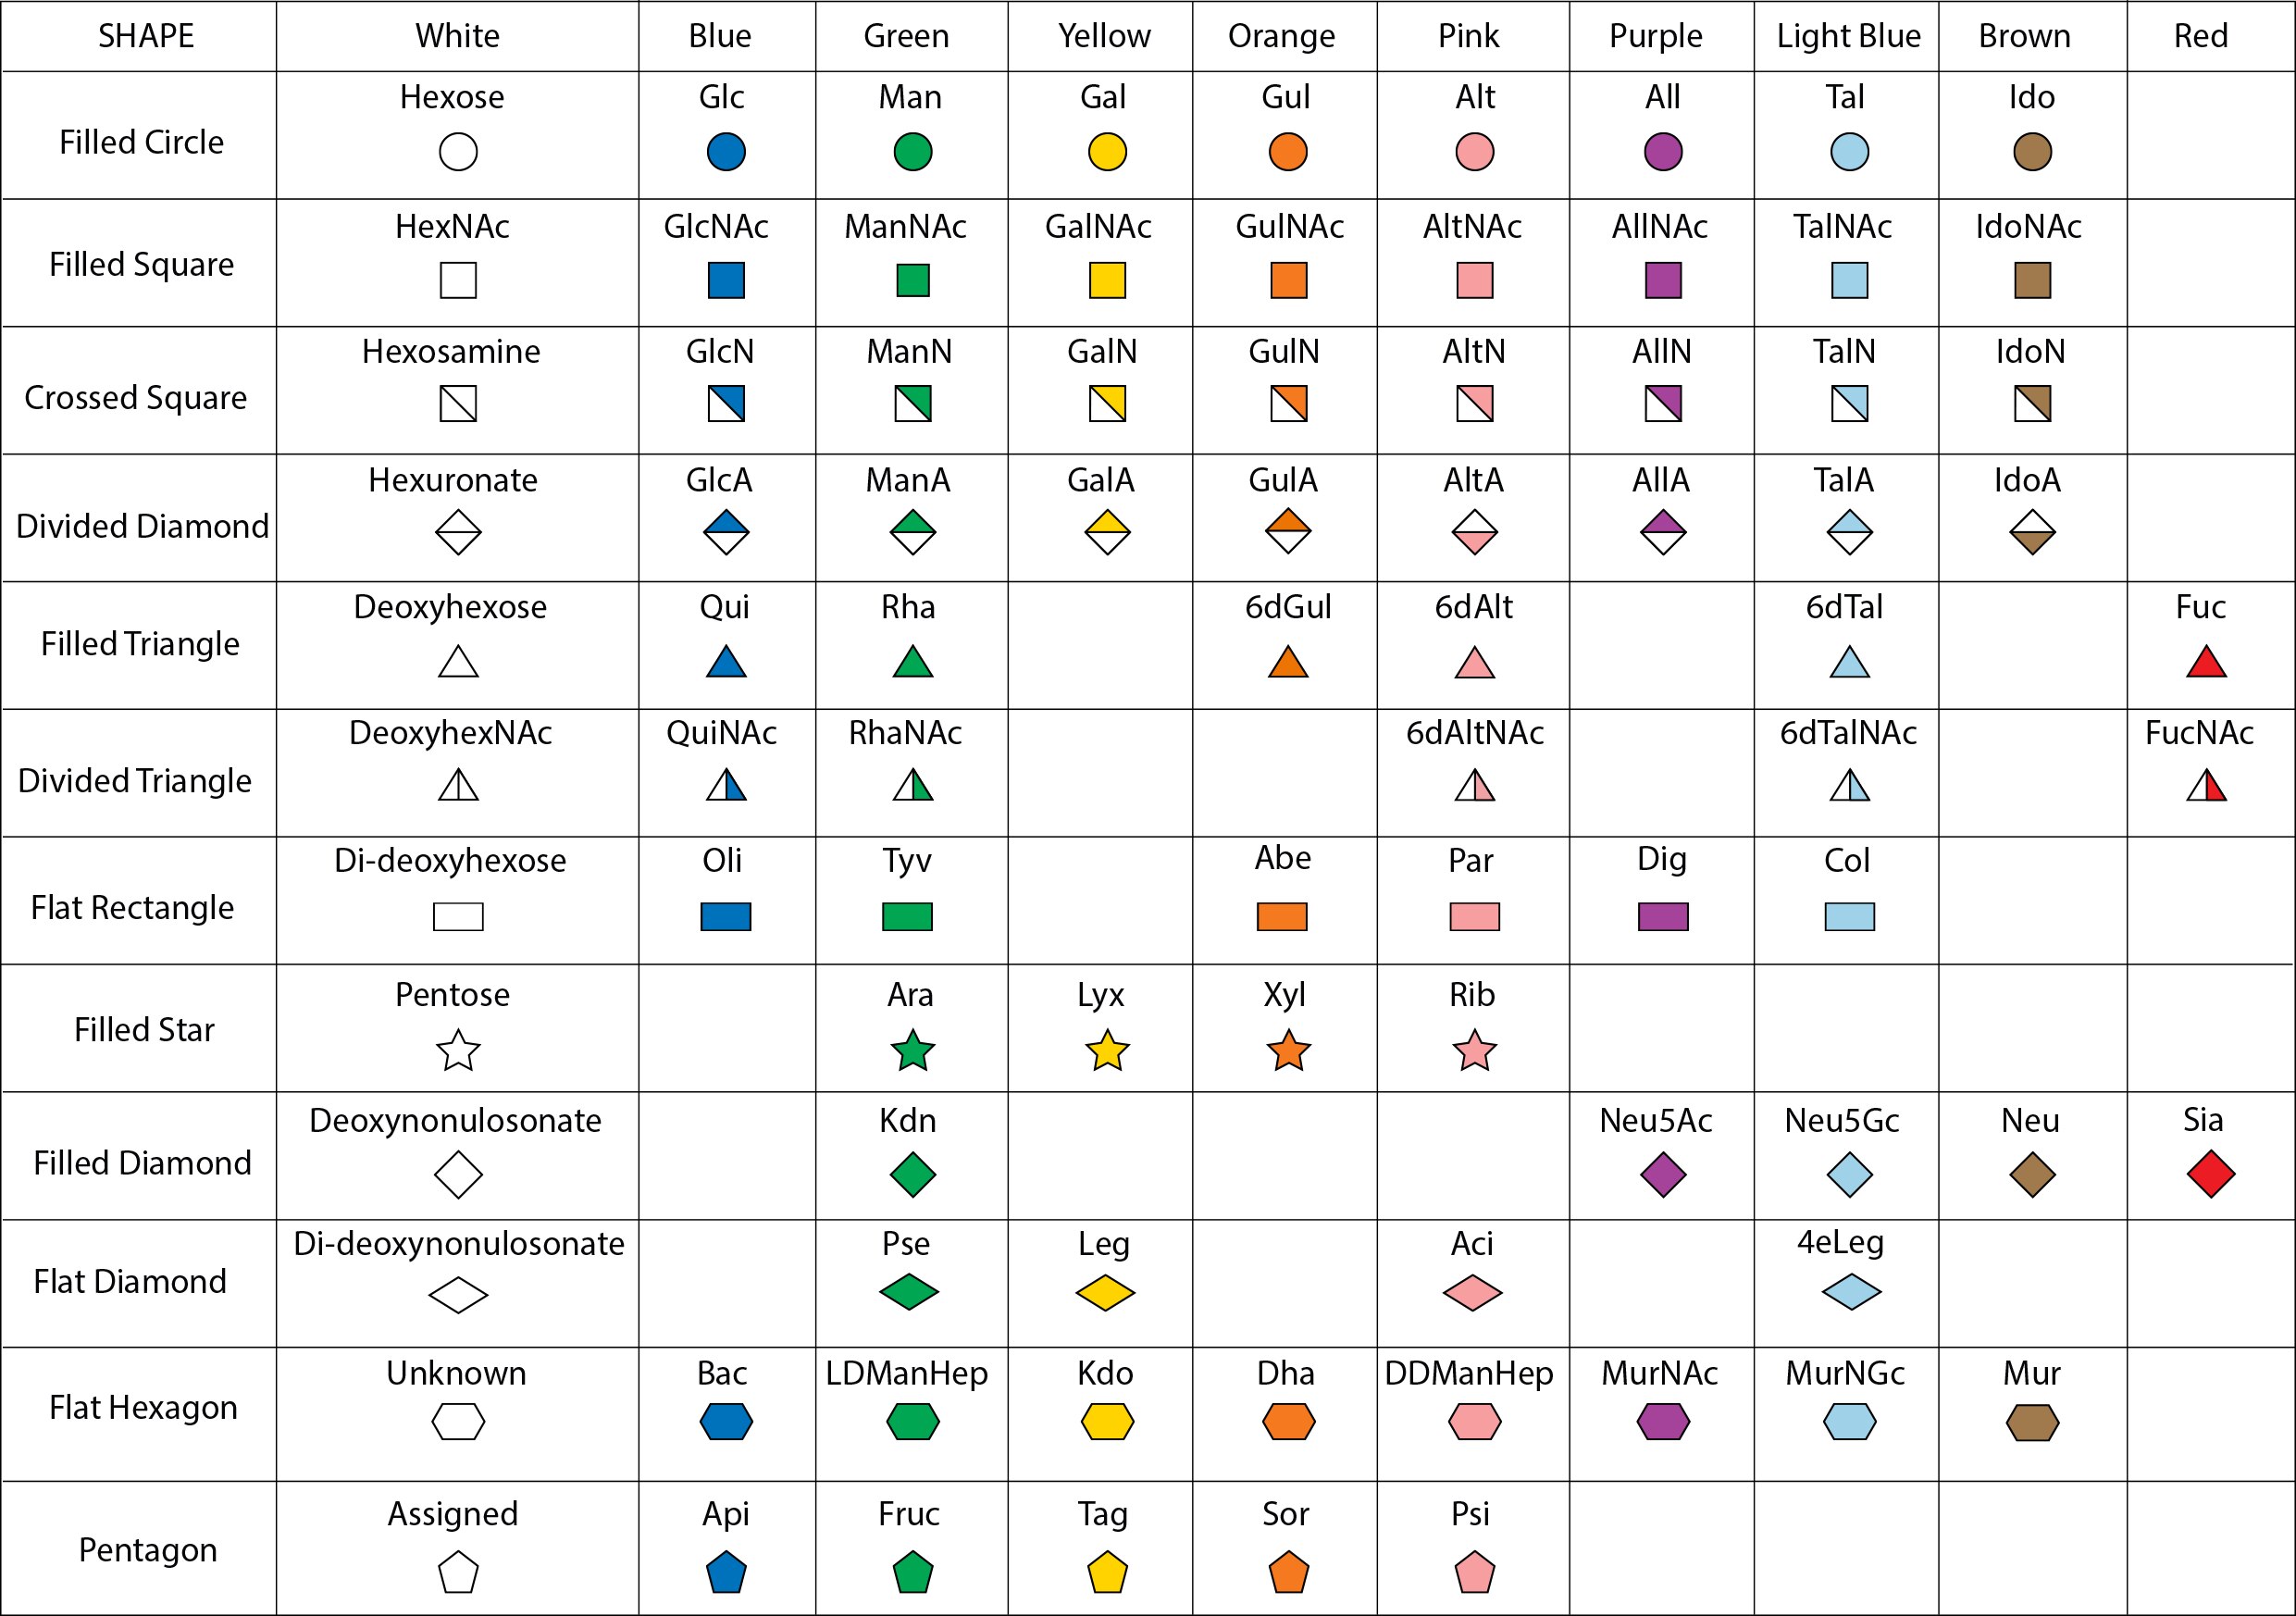 SHAPE White Blue Green Yellow Orange Pink Purple Light Blue Brown Red
Filled Circle Hexose Glc Man Gal Gul Alt All Tal Ido
Filled Square HexNAc GlcNAc ManNAc GalNAc GulNAc AltNAc AllNAc TalNAc IdoNAc
Crossed Square Hexosamine GlcN ManN GalN GulN AltN AllN TalN IdoN
Divided Diamond Hexuronate GlcA ManA GalA GulA AltA AllA TalA IdoA
Filled Triangle Deoxyhexose Qui Rha 6dGul 6dAlt 6dTal Fuc
Divided Triangle DeoxyhexNAc QuiNAc RhaNAc 6dAltNAc 6dTalNAc FucNAc
Flat Rectangle Di-deoxyhexose Oli Tyv Abe Par Dig Col
Filled Star Pentose Ara Lyx Xyl Rib
Filled Diamond Deoxynonulosonate Kdn Neu5Ac Neu5Gc Neu Sia
Flat Diamond Di-deoxynonulosonate Pse Leg Aci 4eLeg
Flat Hexagon Unknown Bac LDManHep Kdo Dha DDManHep MurNAc MurNGc Mur
Pentagon Assigned Api Fruc Tag Sor Psi